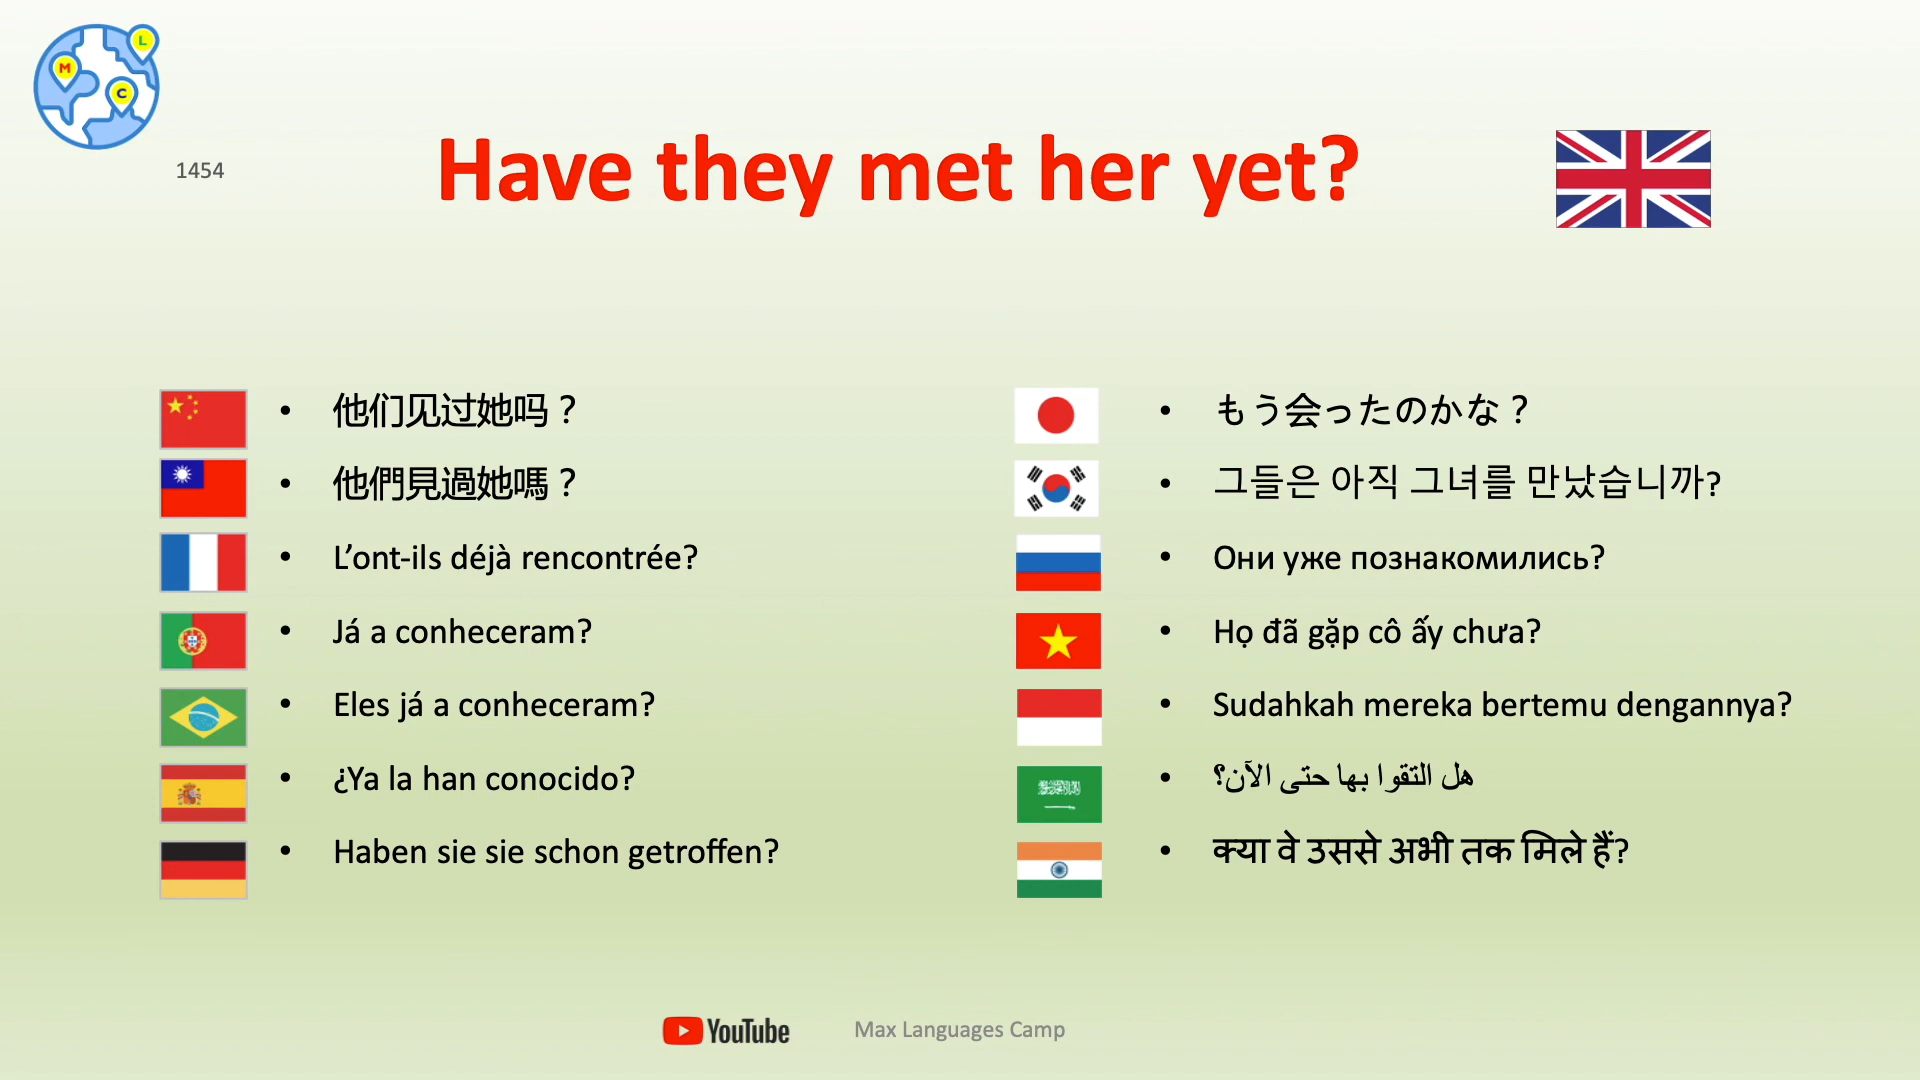 L
M
C
1454
Have they met her yet?
他们见过她吗？
他們見過她嗎？
L’ont-ils déjà rencontrée?
Já a conheceram?
Eles já a conheceram?
¿Ya la han conocido?
Haben sie sie schon getroffen?
もう会ったのかな？
그들은 아직 그녀를 만났습니까?
Они уже познакомились?
Họ đã gặp cô ấy chưa?
Sudahkah mereka bertemu dengannya?
هل التقوا بها حتى الآن؟
क्या वे उससे अभी तक मिले हैं?
YouTube
Max Languages Camp